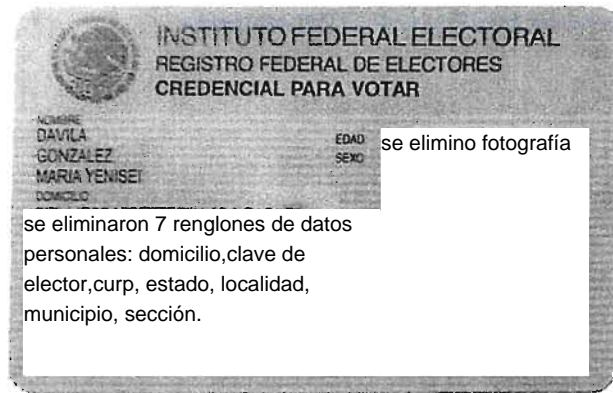 INSTITUTO FEDERAL ELECTORAL
REGISTRO FEDERAL DE ELECTORES
CREDENCIAL PARA VOTAR
NOMBRE
DAVILA
GONZALEZ
MARIA YENISEI
EDAD
SEXO
DOMICILIO
se elimino fotografía
se eliminaron 7 renglones de datos
personales: domicilio,clave de
elector,curp, estado, localidad,
municipio, sección.